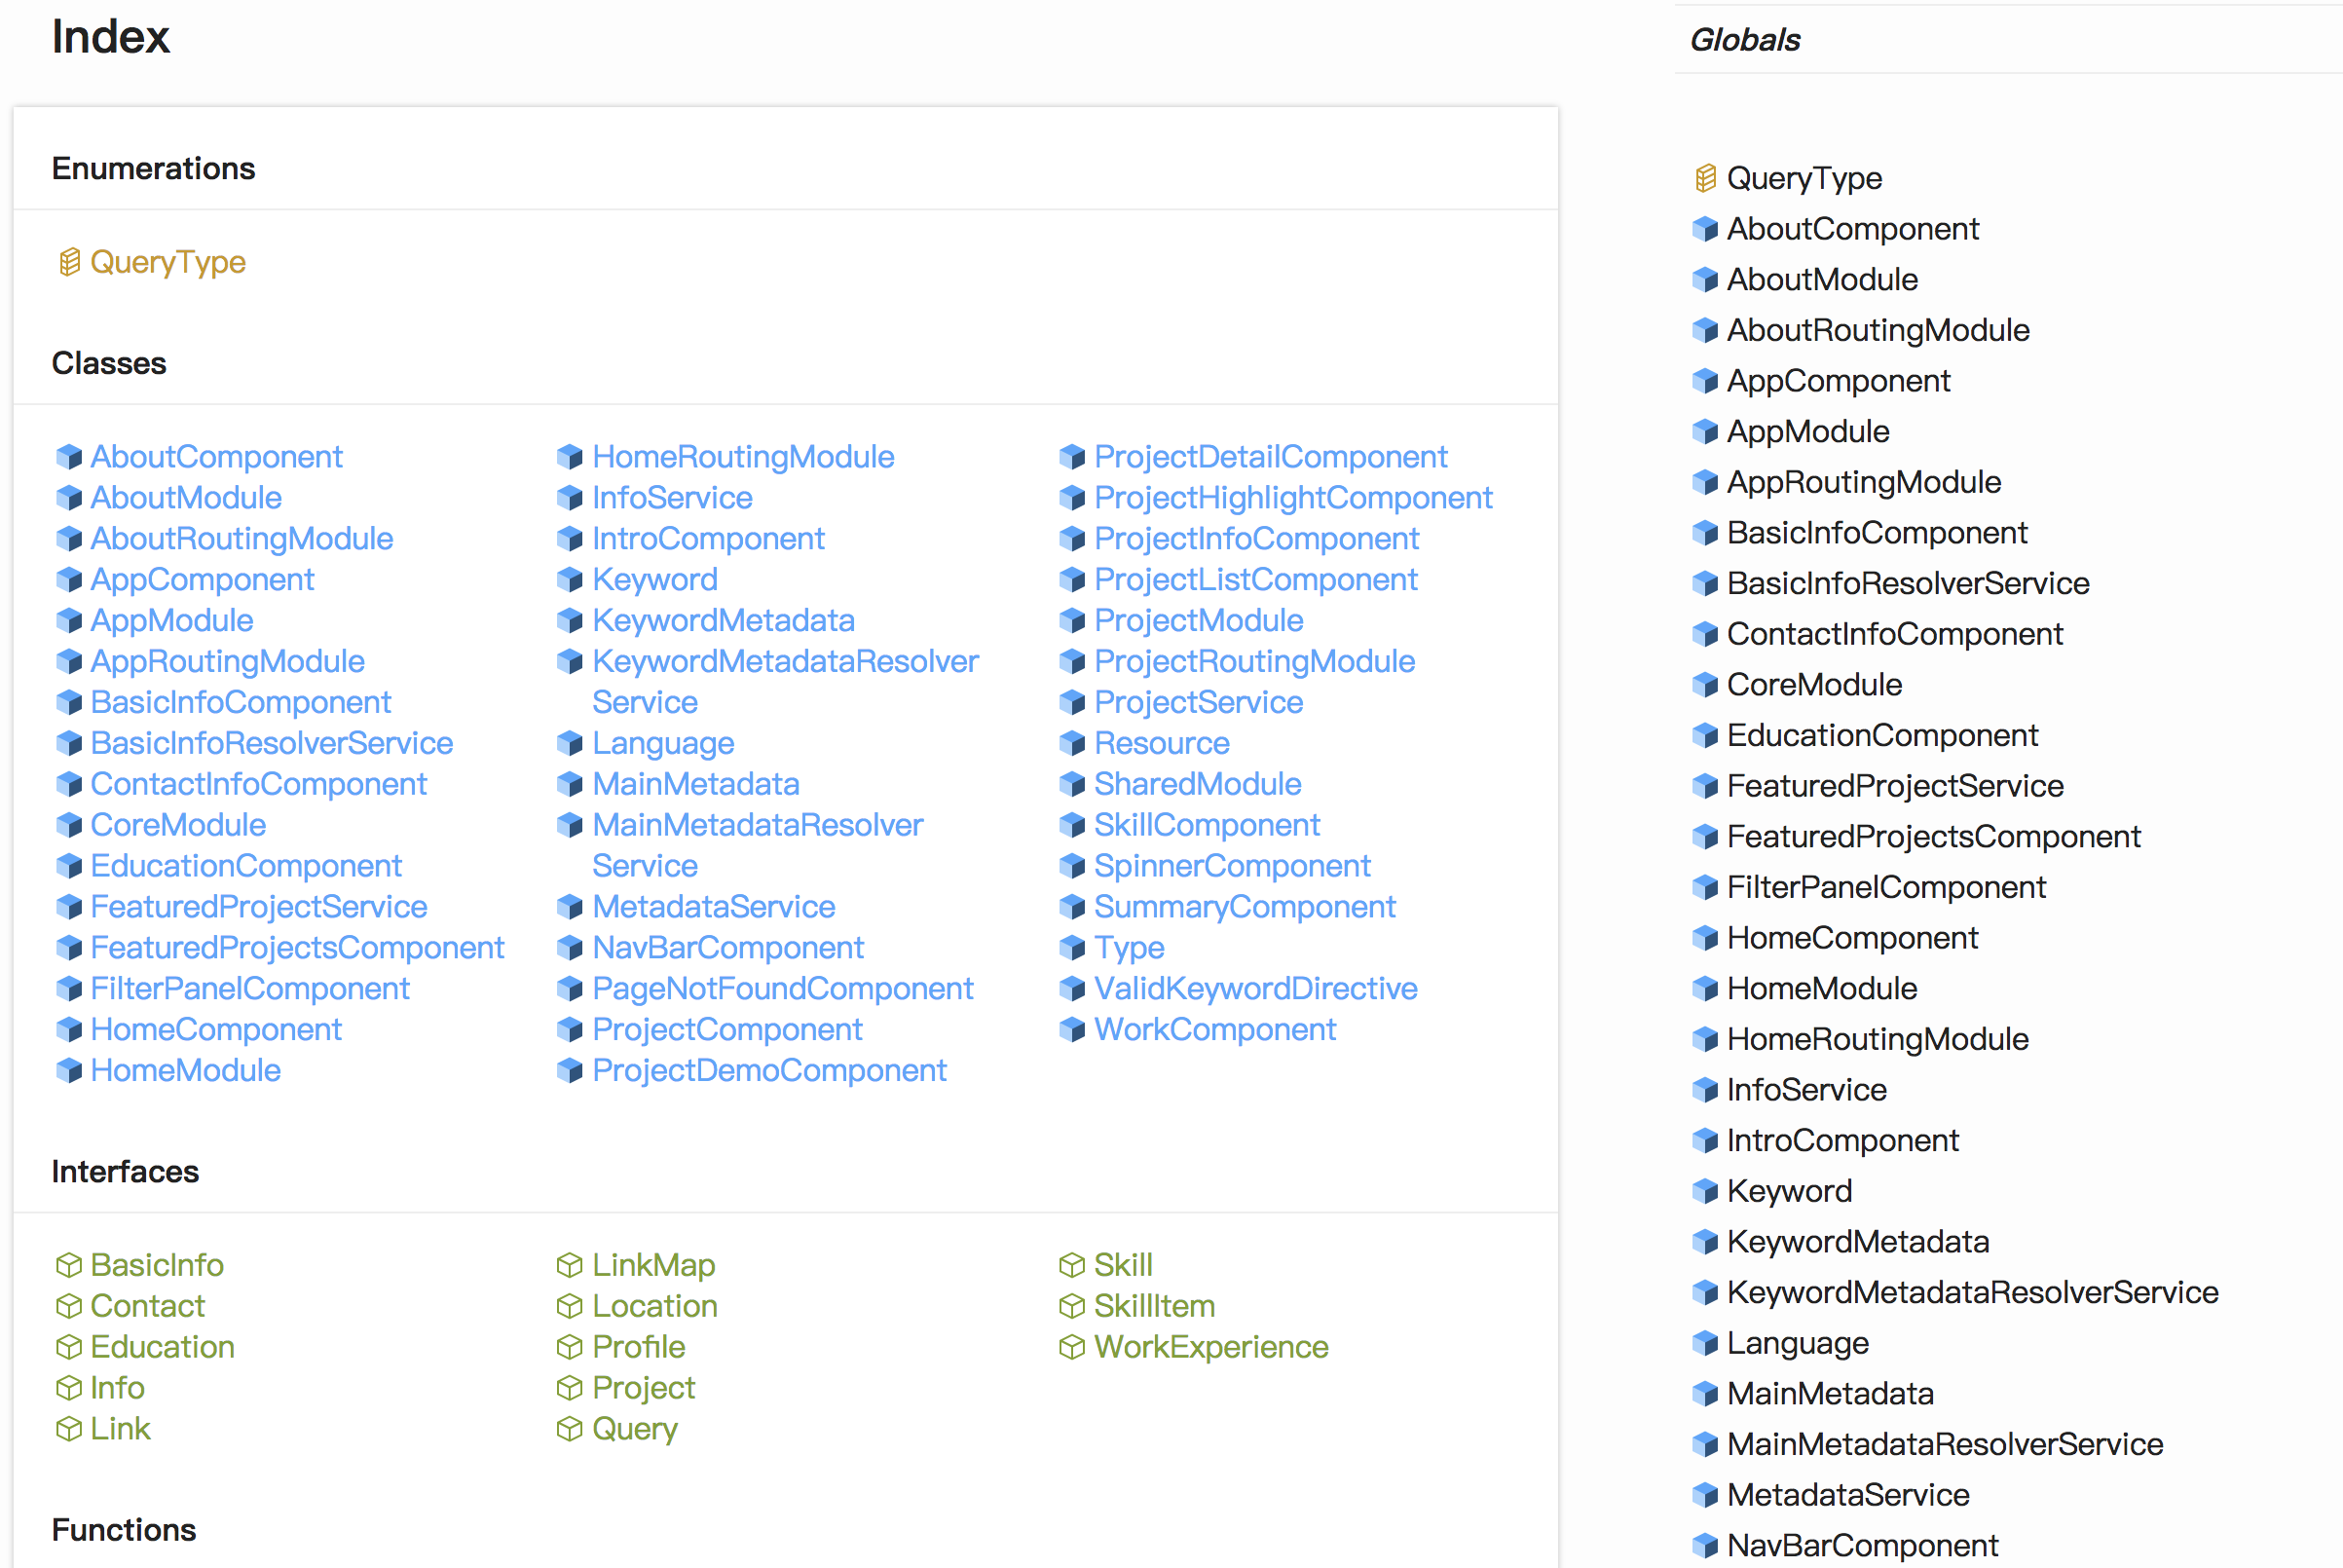 Index
Enumerations
QueryType
Classes
AboutComponent
AboutModule
AboutRoutingModule
AppComponent
AppModule
AppRoutingModule
BasicInfoComponent
BasicInfoResolverService
ContactInfoComponent
CoreModule
EducationComponent
FeaturedProjectService
FeaturedProjectsComponent
FilterPanelComponent
HomeComponent
HomeModule
HomeRoutingModule
InfoService
IntroComponent
Keyword
KeywordMetadata
KeywordMetadataResolver
Service
Language
MainMetadata
MainMetadataResolver
Service
MetadataService
NavBarComponent
PageNotFoundComponent
ProjectComponent
ProjectDemoComponent
ProjectDetailComponent
ProjectHighlightComponent
ProjectInfoComponent
ProjectListComponent
ProjectModule
ProjectRoutingModule
ProjectService
Resource
SharedModule
SkillComponent
SpinnerComponent
SummaryComponent
Type
ValidKeywordDirective
WorkComponent
Interfaces
BasicInfo
Contact
Education
Info
Link
LinkMap
Location
Profile
Project
Query
Skill
SkillItem
WorkExperience
Functions
Globals
QueryType
AboutComponent
AboutModule
AboutRoutingModule
AppComponent
AppModule
AppRoutingModule
BasicInfoComponent
BasicInfoResolverService
ContactInfoComponent
CoreModule
EducationComponent
FeaturedProjectService
FeaturedProjectsComponent
FilterPanelComponent
HomeComponent
HomeModule
HomeRoutingModule
InfoService
IntroComponent
Keyword
KeywordMetadata
KeywordMetadataResolverService
Language
MainMetadata
MainMetadataResolverService
MetadataService
NavBarComponent